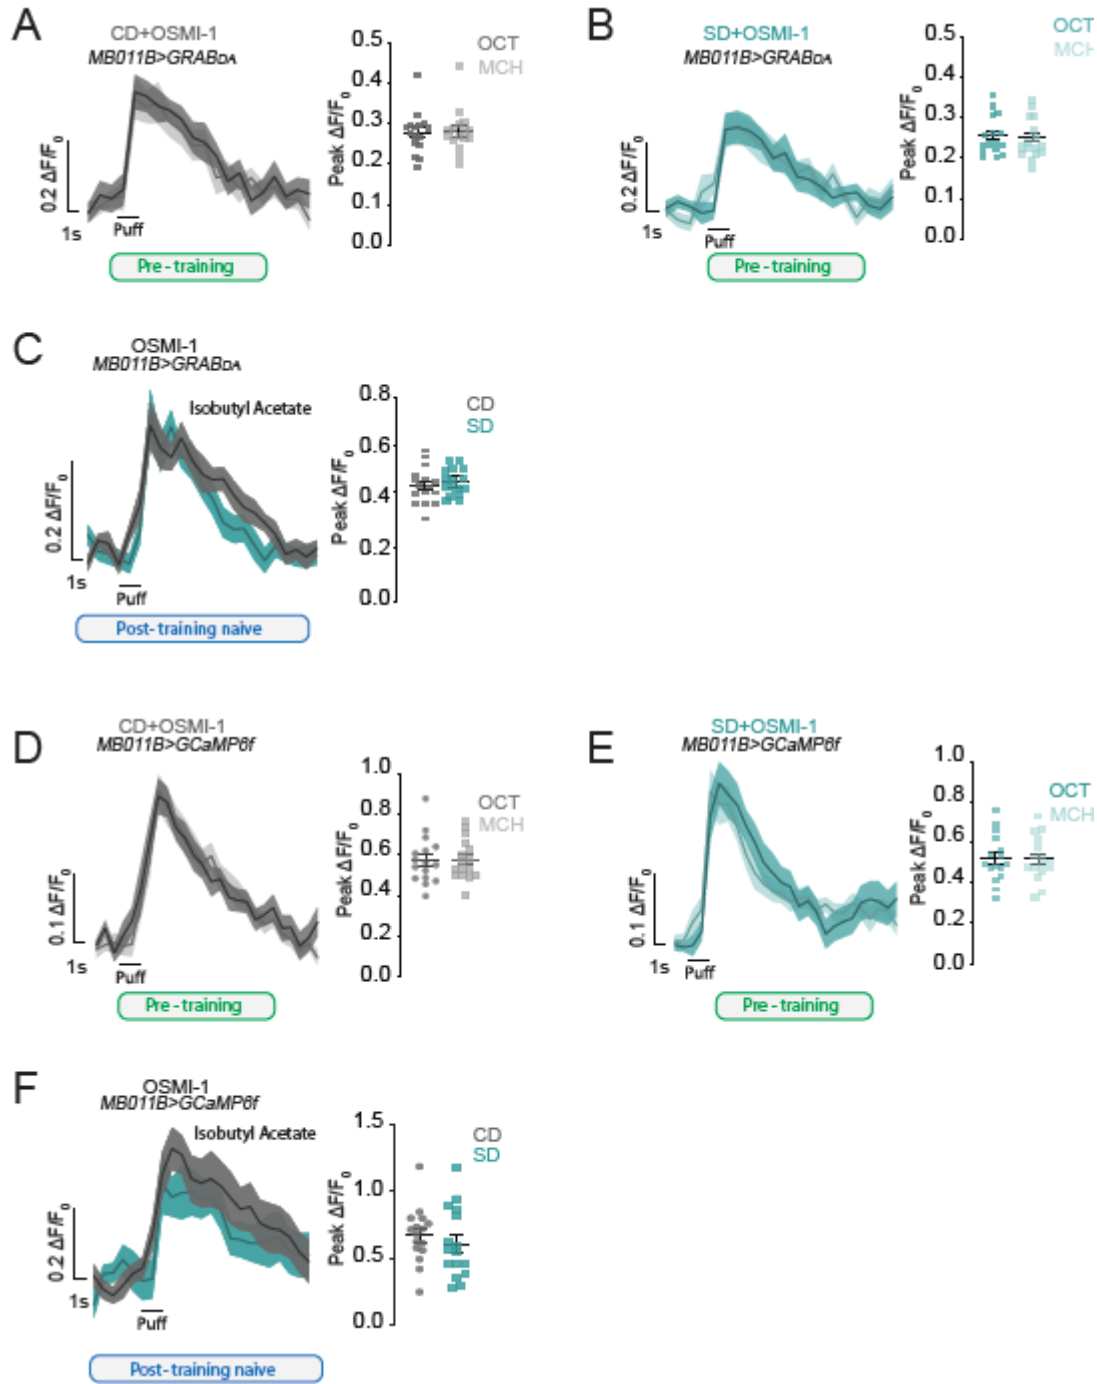 A
CD+OSMI-1
MB011B>GRABDA
0.2 ΔF/F0
1s
Puff
Pre-training
Peak ΔF/F0
0.5
0.4
0.3
0.2
0.1
0.0
OCT
MCH
B
SD+OSMI-1
MB011B>GRABDA
0.2 ΔF/F0
1s
Puff
Pre-training
Peak ΔF/F0
0.5
0.4
0.3
0.2
0.1
0.0
OCT
MCH
C
OSMI-1
MB011B>GRABDA
Isobutyl Acetate
0.2 ΔF/F0
1s
Puff
Post-training naive
Peak ΔF/F0
0.8
0.6
0.4
0.2
0.0
CD
SD
D
CD+OSMI-1
MB011B>GCaMP6f
0.1 ΔF/F0
1s
Puff
Pre-training
Peak ΔF/F0
1.0
0.8
0.6
0.4
0.2
0.0
OCT
MCH
E
SD+OSMI-1
MB011B>GCaMP6f
0.1 ΔF/F0
1s
Puff
Pre-training
Peak ΔF/F0
1.0
0.8
0.6
0.4
0.2
0.0
OCT
MCH
F
OSMI-1
MB011B>GCaMP6f
Isobutyl Acetate
0.2 ΔF/F0
1s
Puff
Post-training naive
Peak ΔF/F0
1.5
1.0
0.5
0.0
CD
SD